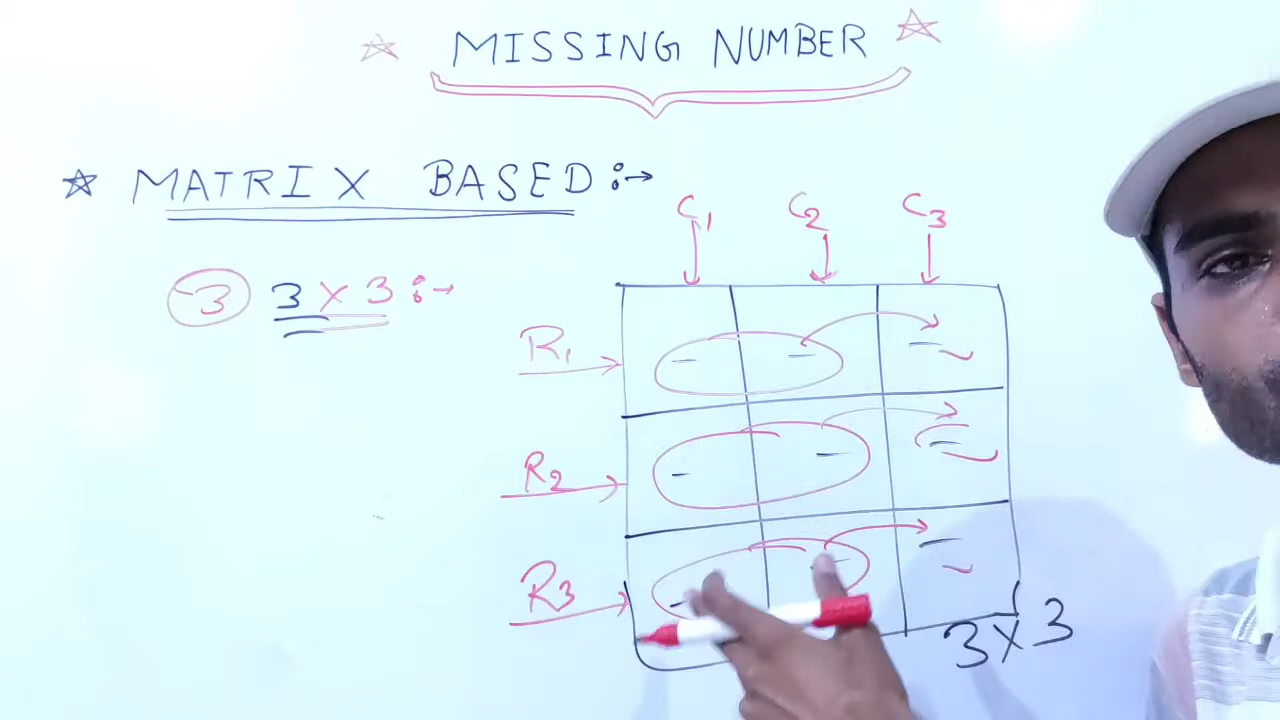 ☆ MISSING NUMBER ☆
☆ MATRIX BASED :→
C1 C2 C3
3 3 x 3 :→
R1
R2
R3
3 x 3